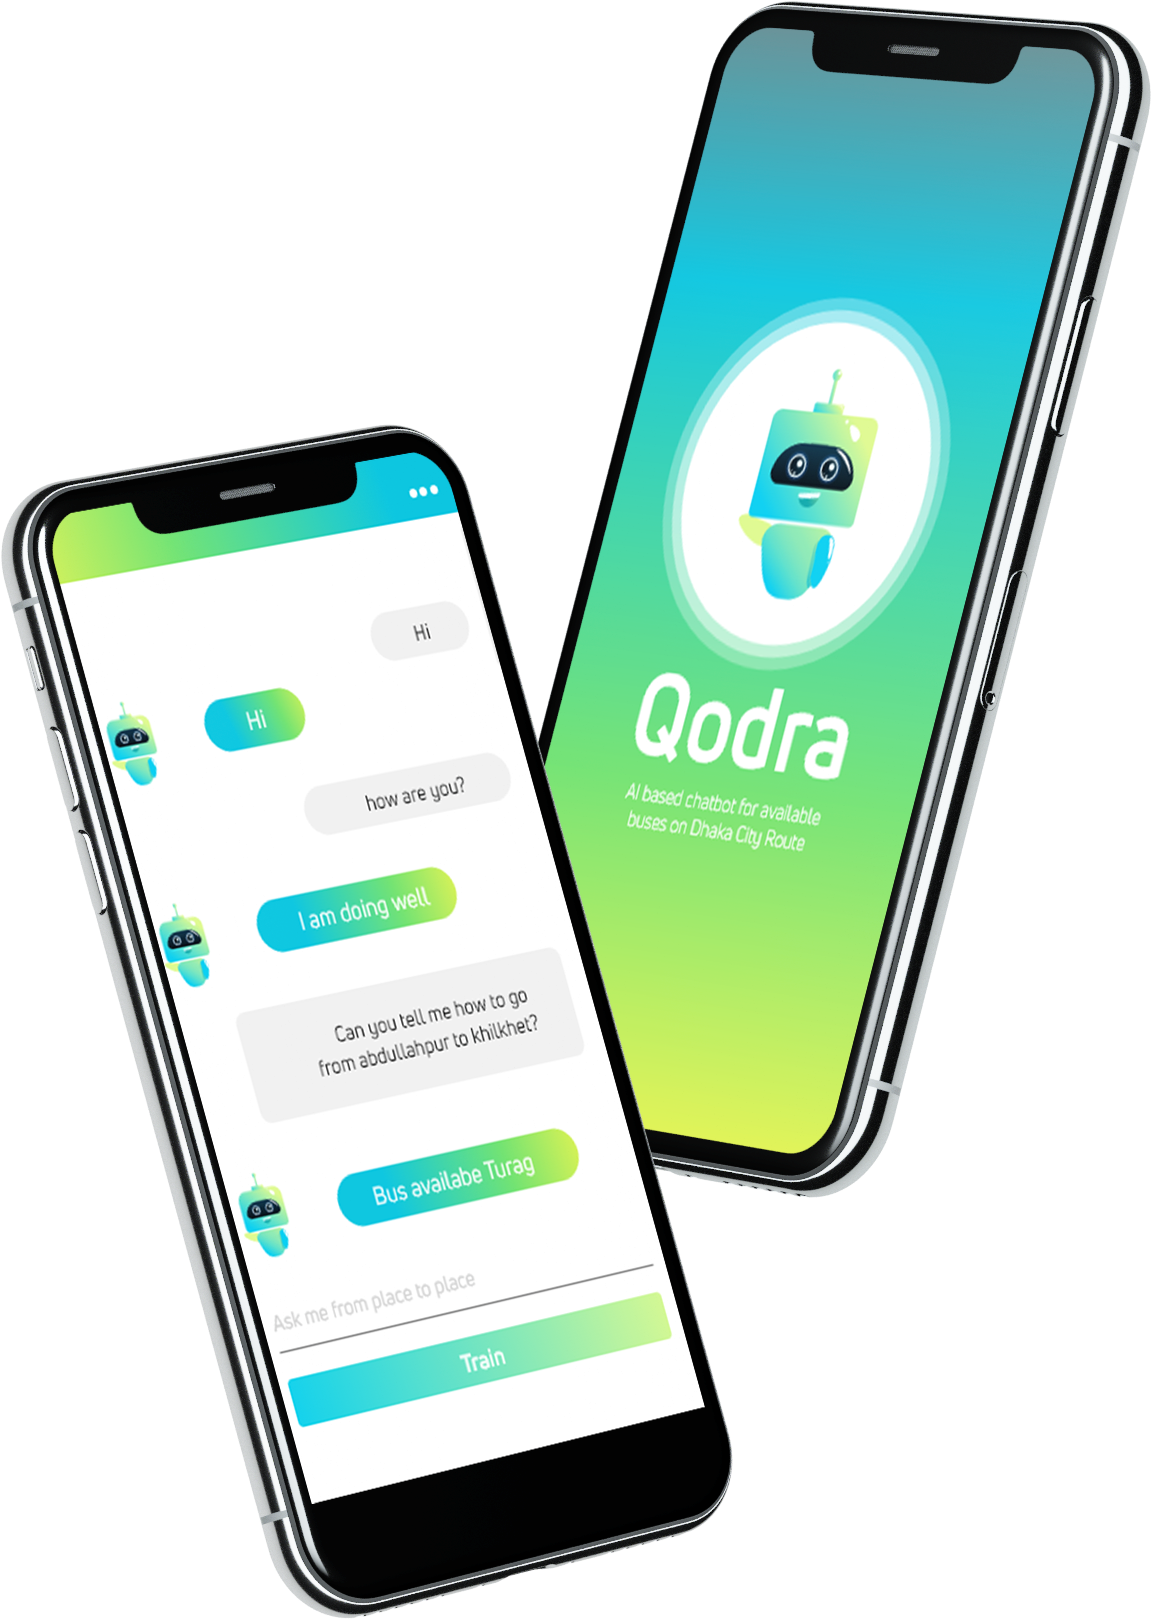 Hi
Hi
how are you?
I am doing well
Can you tell me how to go
from abdullahpur to khilkhet?
Bus availabe Turag
Ask me from place to place
Train
Qodra
AI based chatbot for available
buses on Dhaka City Route